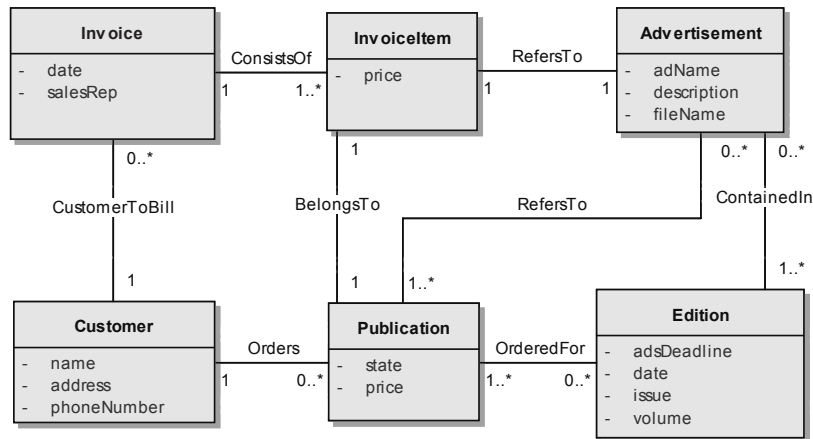 Invoice
- date
- salesRep
ConsistsOf
1
1..*
InvoiceItem
- price
RefersTo
1
1
Advertisement
- adName
- description
- fileName
0..*
CustomerToBill
1
1
BelongsTo
1
0..*
RefersTo
1..*
0..*
ContainedIn
1..*
Customer
- name
- address
- phoneNumber
Orders
1
0..*
Publication
- state
- price
OrderedFor
1..*
0..*
Edition
- adsDeadline
- date
- issue
- volume